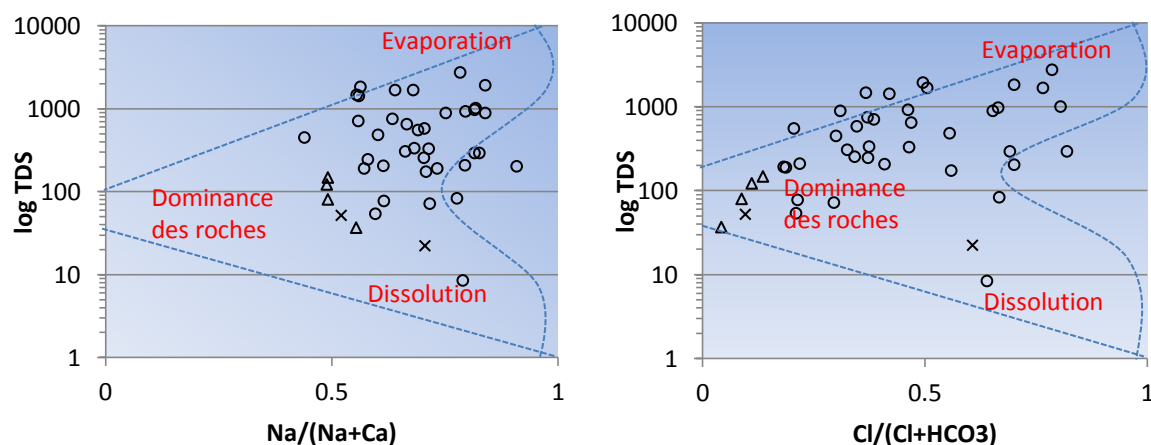 10000
1000
100
10
1
log TDS
Evaporation
Dominance
des roches
Dissolution
0
0.5
1
Na/(Na+Ca)
10000
1000
100
10
1
log TDS
Evaporation
Dominance
des roches
Dissolution
0
0.5
1
Cl/(Cl+HCO3)